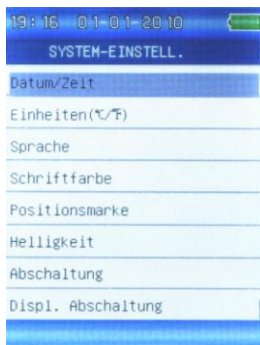 19:16 01-01-2010
SYSTEM-EINSTELL.
Datum/Zeit
Einheiten(℃/℉)
Sprache
Schriftfarbe
Positionsmarke
Helligkeit
Abschaltung
Displ. Abschaltung